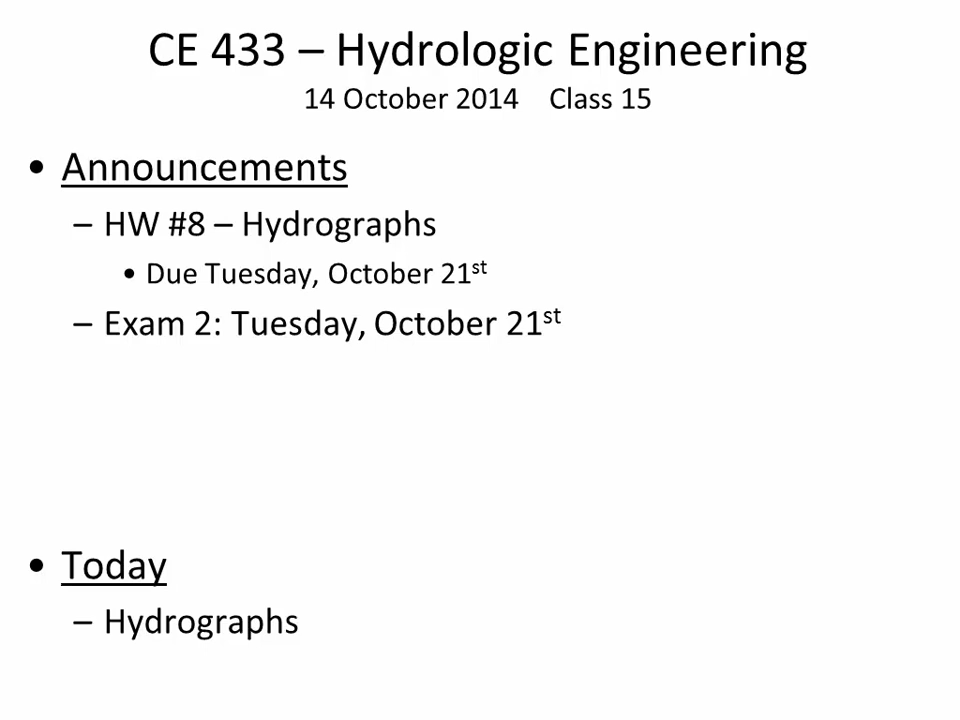 CE 433 – Hydrologic Engineering
14 October 2014 Class 15
• Announcements
– HW #8 – Hydrographs
• Due Tuesday, October 21st
– Exam 2: Tuesday, October 21st
• Today
– Hydrographs